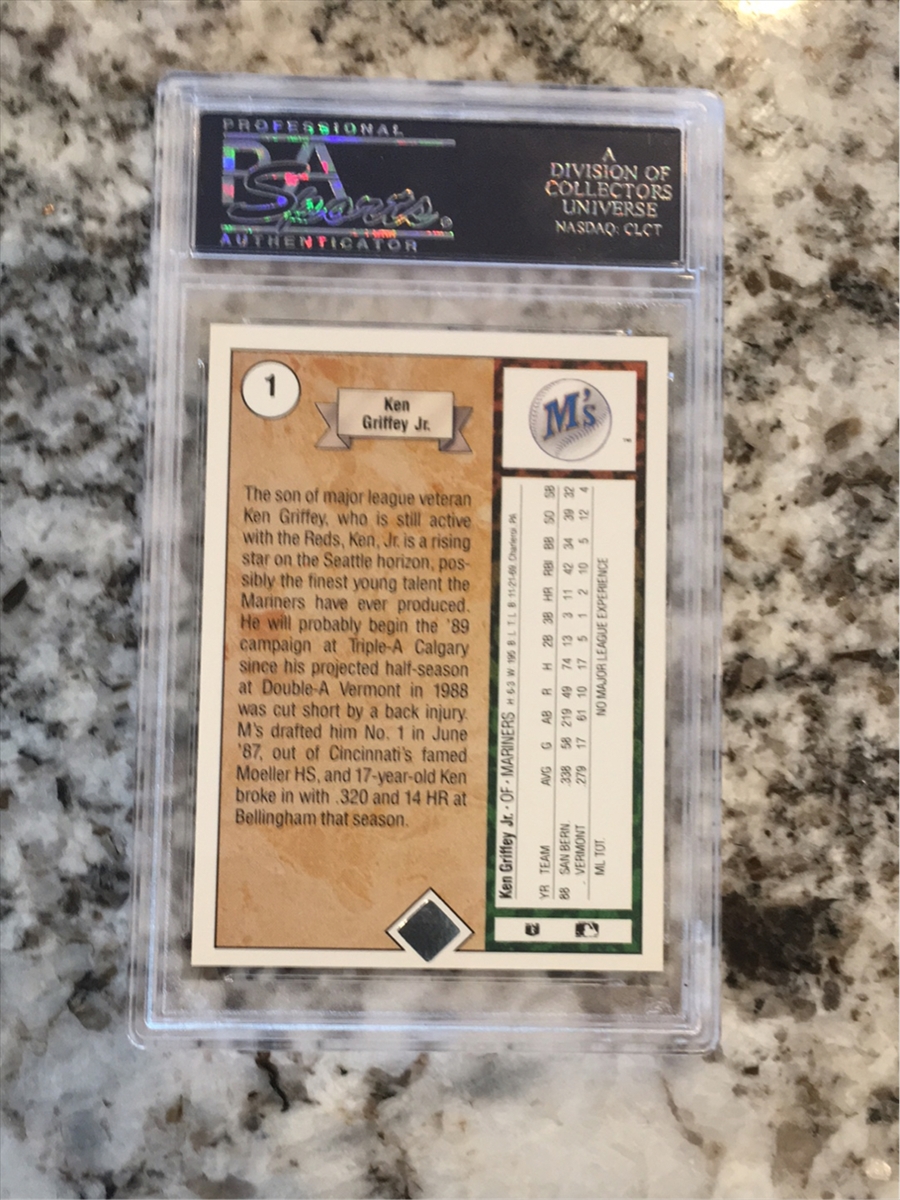 PROFESSIONAL
PSA
Sports
AUTHENTICATOR
A
DIVISION OF
COLLECTORS
UNIVERSE
NASDAQ: CLCT
1
Ken
Griffey Jr.
The son of major league veteran
Ken Griffey, who is still active
with the Reds, Ken, Jr. is a rising
star on the Seattle horizon, pos-
sibly the finest young talent the
Mariners have ever produced.
He will probably begin the '89
campaign at Triple-A Calgary
since his projected half-season
at Double-A Vermont in 1988
was cut short by a back injury.
M's drafted him No. 1 in June
'87, out of Cincinnati's famed
Moeller HS, and 17-year-old Ken
broke in with .320 and 14 HR at
Bellingham that season.
M's
Ken Griffey Jr. • OF • MARINERS H 6-3 W 195 B L T L B 11-21-69, Charleroi, PA
YR TEAM AVG G AB R H 2B 3B HR RBI BB SO SB
88 SAN BERN. .338 58 219 49 74 13 3 11 42 34 39 32
VERMONT .279 17 61 10 17 5 1 2 10 5 12 4
ML TOT. NO MAJOR LEAGUE EXPERIENCE